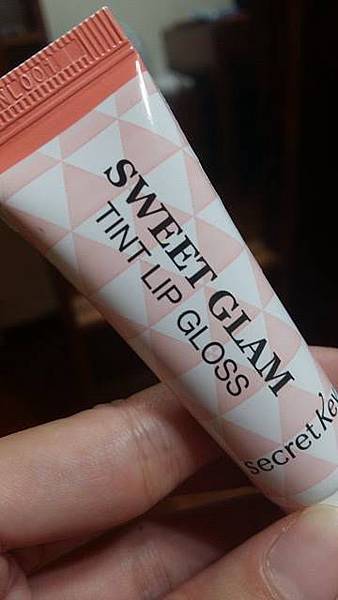 SWEET GLAM
TINT LIP GLOSS
secret Key